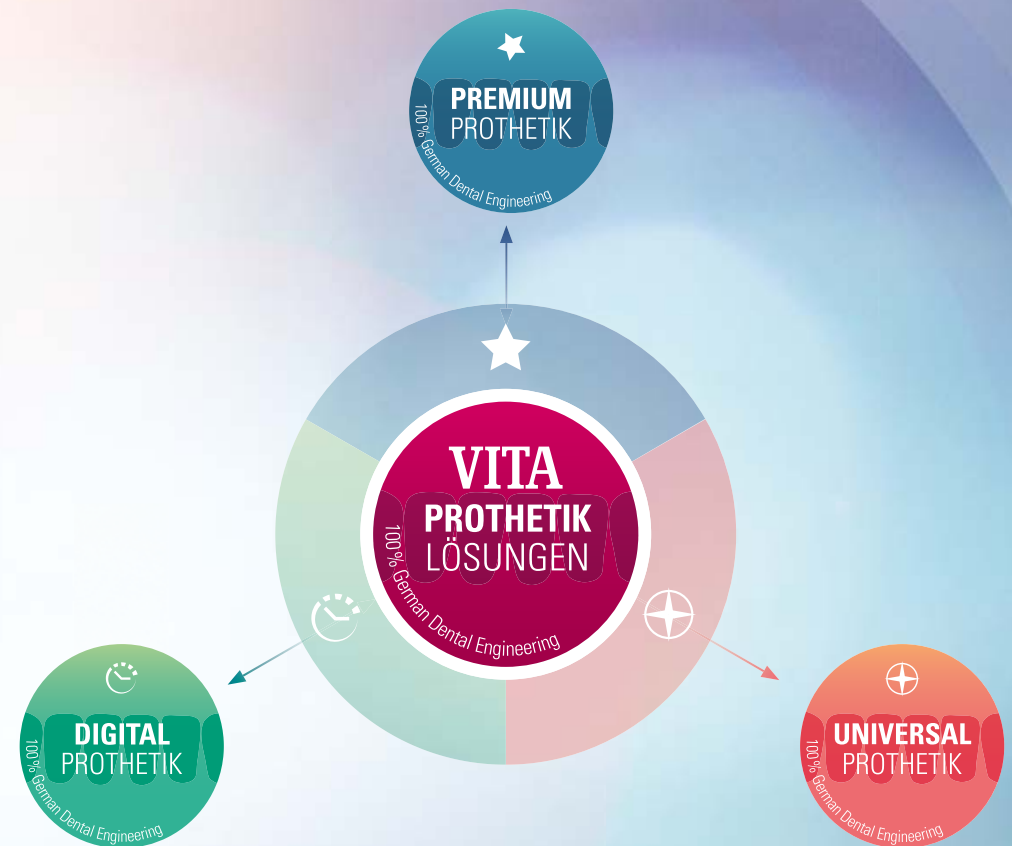 PREMIUM
PROTHETIK
100 % German Dental Engineering
VITA
PROTHETIK
LÖSUNGEN
100 % German Dental Engineering
DIGITAL
PROTHETIK
100 % German Dental Engineering
UNIVERSAL
PROTHETIK
100 % German Dental Engineering